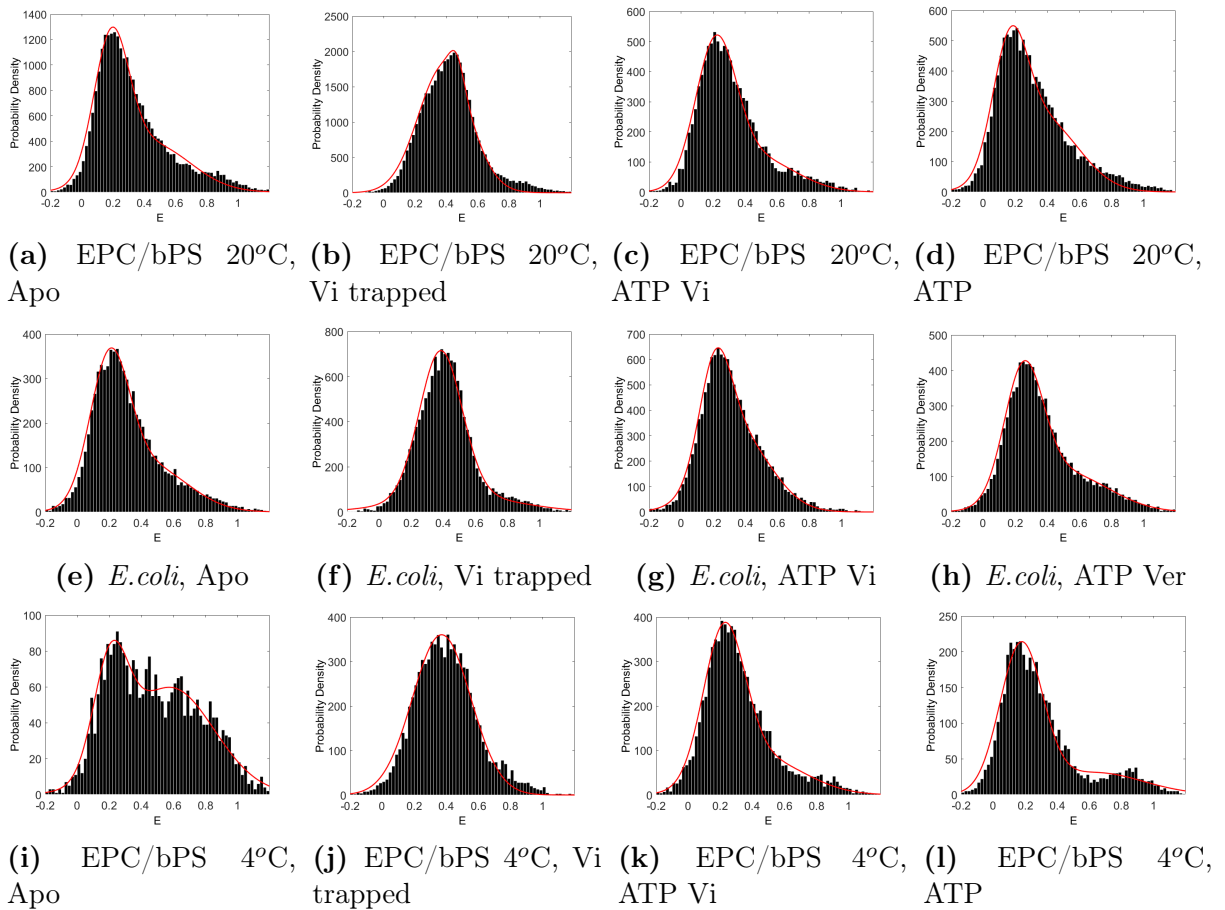 1400
1200
1000
800
600
400
200
0
Probability Density
-0.2 0 0.2 0.4 0.6 0.8 1
E
2500
2000
1500
1000
500
0
Probability Density
-0.2 0 0.2 0.4 0.6 0.8 1
E
600
500
400
300
200
100
0
Probability Density
-0.2 0 0.2 0.4 0.6 0.8 1
E
600
500
400
300
200
100
0
Probability Density
-0.2 0 0.2 0.4 0.6 0.8 1
E
(a) EPC/bPS 20°C,
Apo
(b) EPC/bPS 20°C,
Vi trapped
(c) EPC/bPS 20°C,
ATP Vi
(d) EPC/bPS 20°C,
ATP
400
300
200
100
0
Probability Density
-0.2 0 0.2 0.4 0.6 0.8 1
E
800
600
400
200
0
Probability Density
-0.2 0 0.2 0.4 0.6 0.8 1
E
700
600
500
400
300
200
100
0
Probability Density
-0.2 0 0.2 0.4 0.6 0.8 1
E
500
400
300
200
100
0
Probability Density
-0.2 0 0.2 0.4 0.6 0.8 1
E
(e) E.coli, Apo
(f) E.coli, Vi trapped
(g) E.coli, ATP Vi
(h) E.coli, ATP Ver
100
80
60
40
20
0
Probability Density
-0.2 0 0.2 0.4 0.6 0.8 1
E
400
300
200
100
0
Probability Density
-0.2 0 0.2 0.4 0.6 0.8 1
E
400
300
200
100
0
Probability Density
-0.2 0 0.2 0.4 0.6 0.8 1
E
250
200
150
100
50
0
Probability Density
-0.2 0 0.2 0.4 0.6 0.8 1
E
(i) EPC/bPS 4°C,
Apo
(j) EPC/bPS 4°C, Vi
trapped
(k) EPC/bPS 4°C,
ATP Vi
(l) EPC/bPS 4°C,
ATP